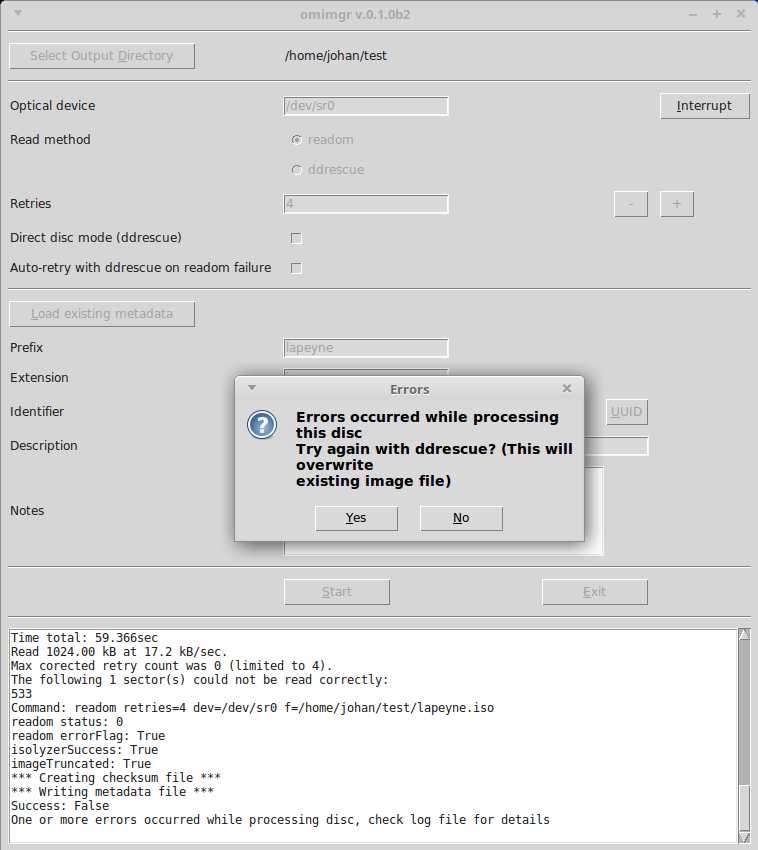 omimgr v.0.1.0b2
Select Output Directory
/home/johan/test
Optical device
/dev/sr0
Interrupt
Read method
readom
ddrescue
Retries
4
-
+
Direct disc mode (ddrescue)
Auto-retry with ddrescue on readom failure
Load existing metadata
Prefix
lapeyne
Extension
Identifier
UUID
Description
Notes
Errors
Errors occurred while processing
this disc
Try again with ddrescue? (This will
overwrite
existing image file)
Yes
No
Start
Exit
Time total: 59.366sec
Read 1024.00 kB at 17.2 kB/sec.
Max corected retry count was 0 (limited to 4).
The following 1 sector(s) could not be read correctly:
533
Command: readom retries=4 dev=/dev/sr0 f=/home/johan/test/lapeyne.iso
readom status: 0
readom errorFlag: True
isolyzerSuccess: True
imageTruncated: True
*** Creating checksum file ***
*** Writing metadata file ***
Success: False
One or more errors occurred while processing disc, check log file for details